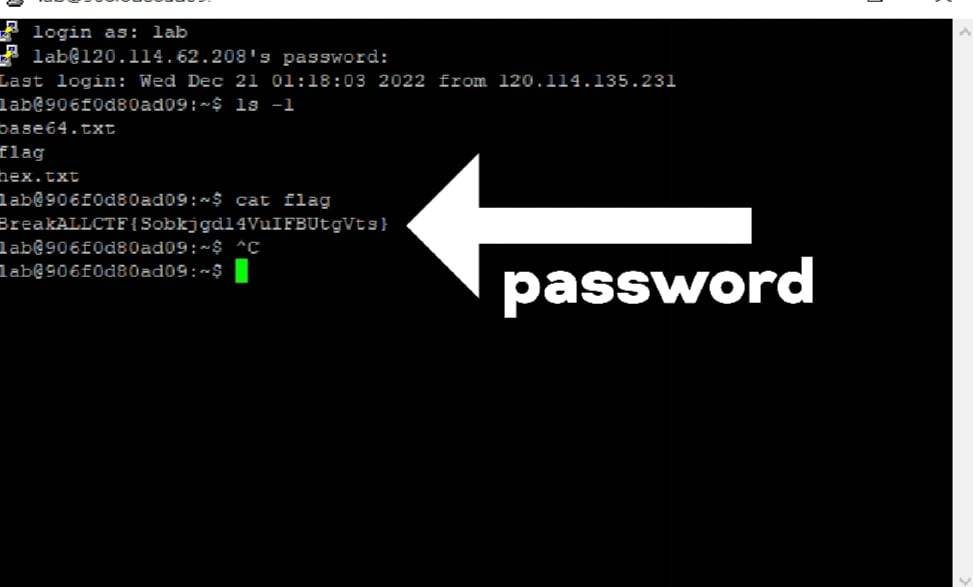 login as: lab
lab@120.114.62.208's password:
Last login: Wed Dec 21 01:18:03 2022 from 120.114.135.231
lab@906f0d80ad09:~$ ls -l
base64.txt
flag
hex.txt
lab@906f0d80ad09:~$ cat flag
BreakALLCTF{Sobkjgdl4VuIFBUtgVts}
lab@906f0d80ad09:~$ ^C
lab@906f0d80ad09:~$
password